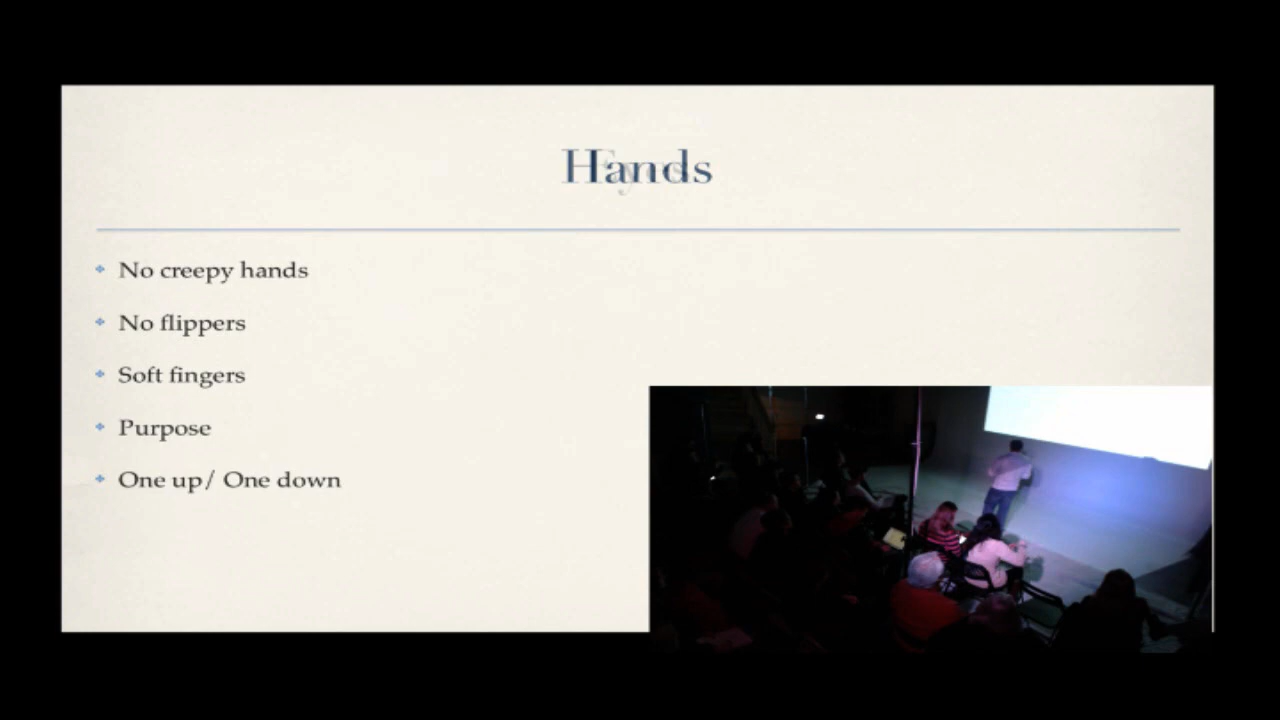 Hands
No creepy hands
No flippers
Soft fingers
Purpose
One up/ One down